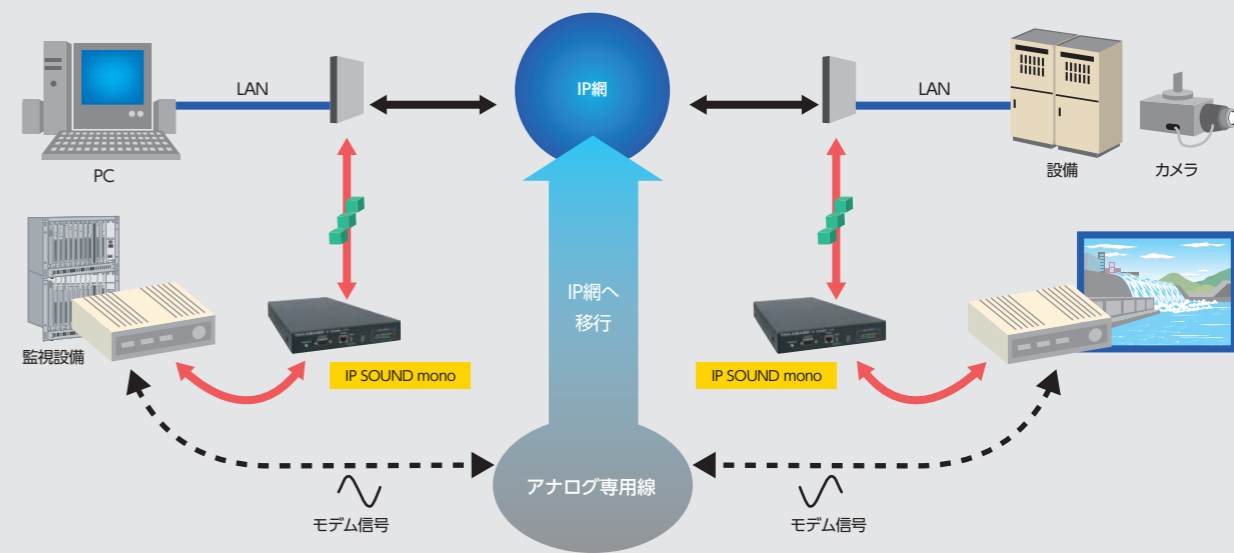 LAN
IP網
LAN
PC
設備
カメラ
IP網へ
移行
監視設備
IP SOUND mono
IP SOUND mono
アナログ専用線
モデム信号
モデム信号